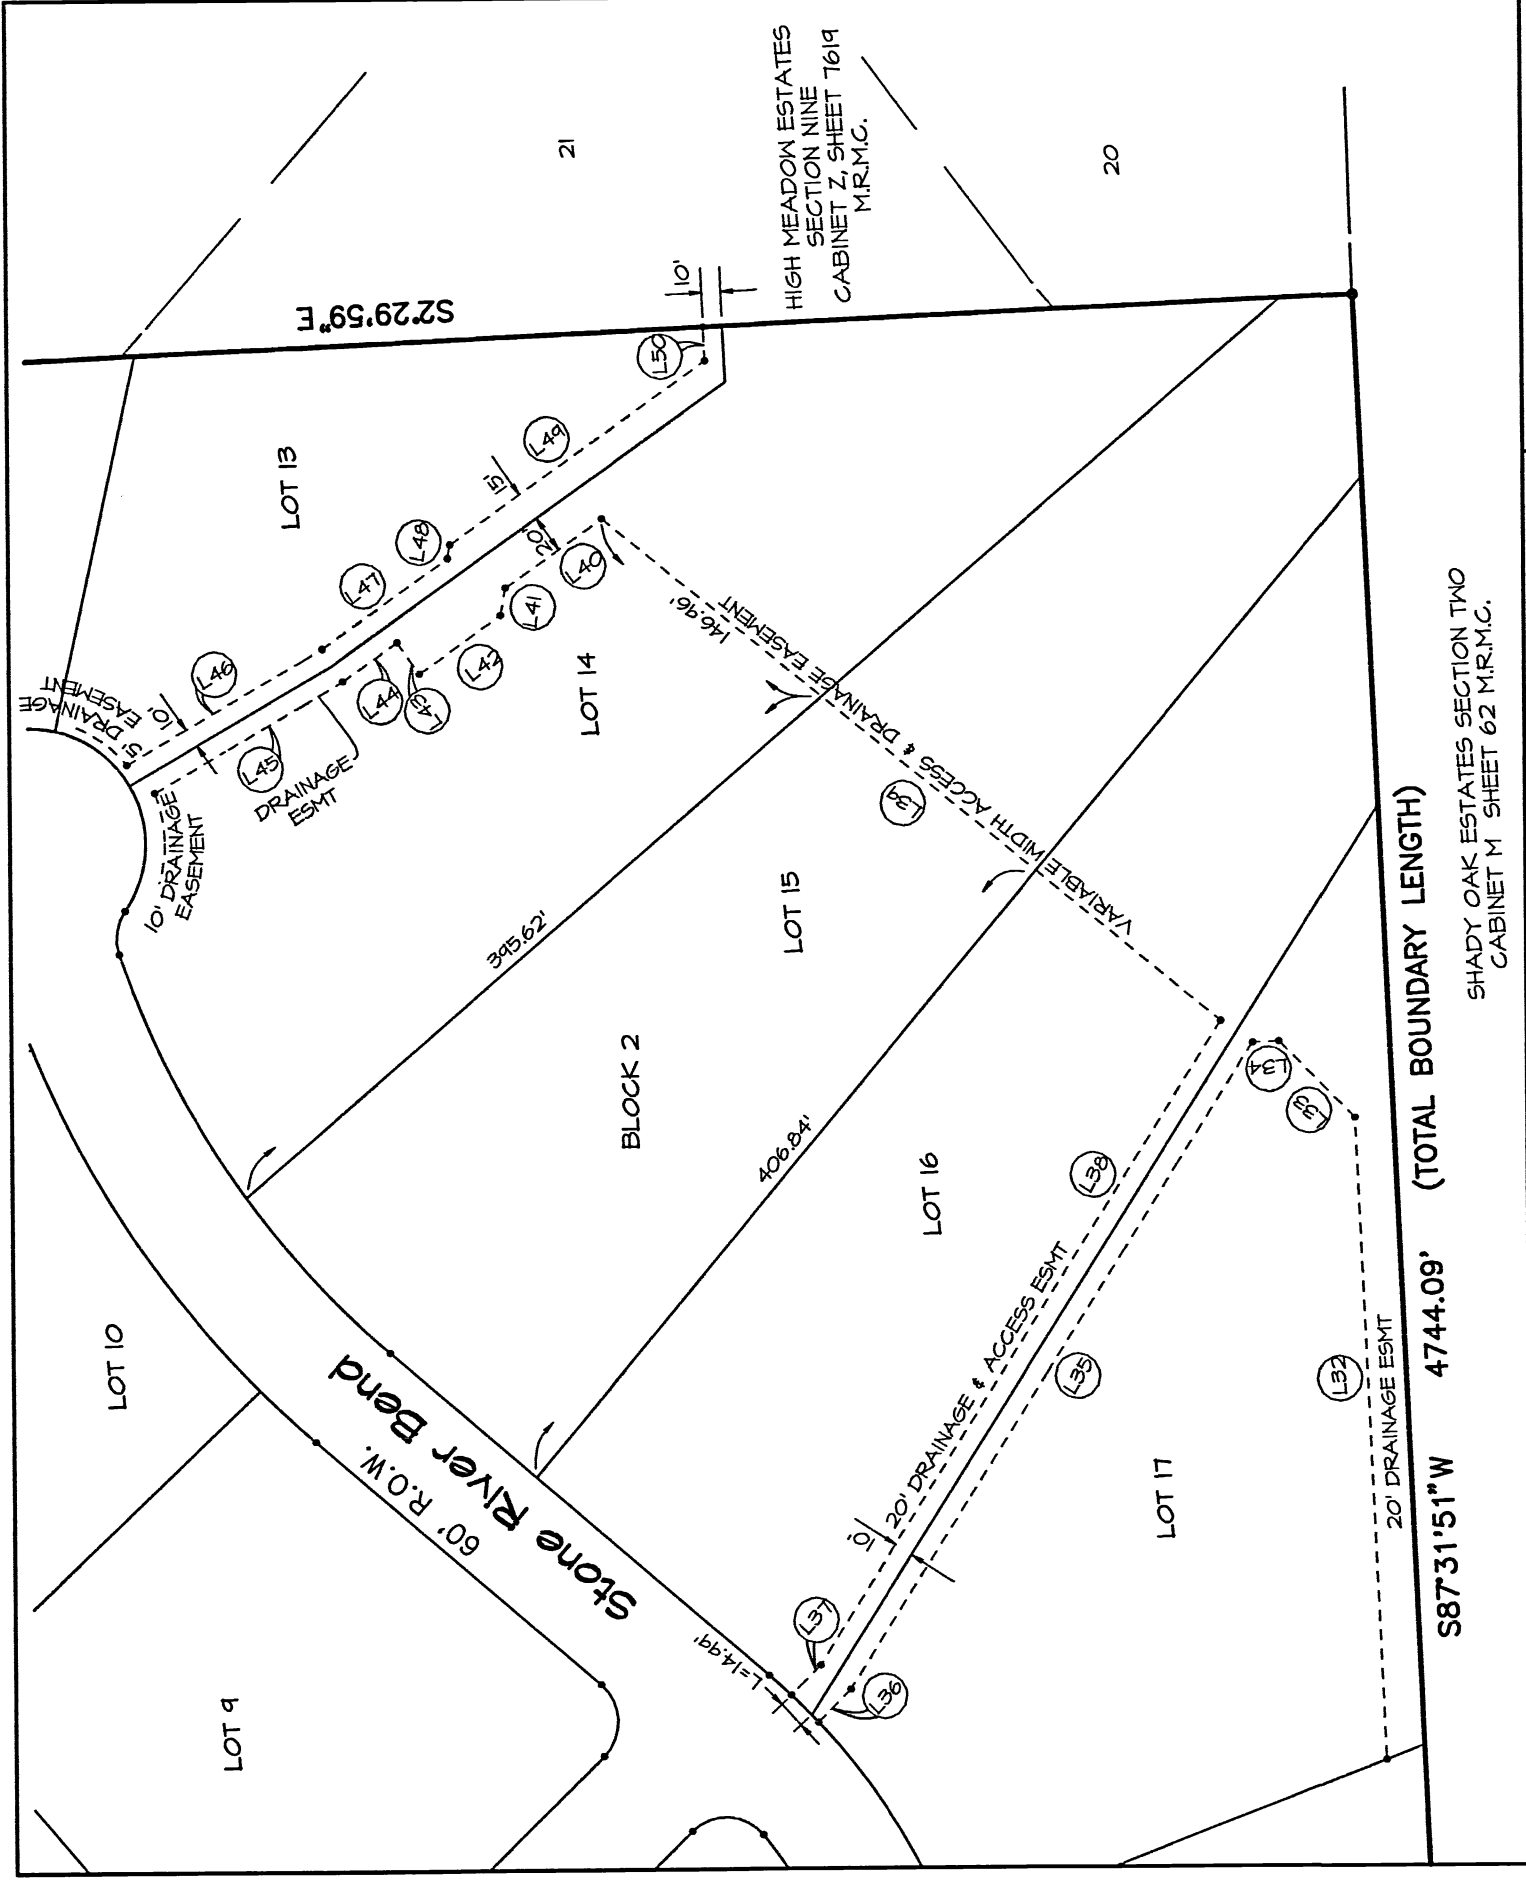 LOT 9
LOT 10
60' R.O.W.
Stone River Bend
L=14.99'
L37
L36
10'
20' DRAINAGE & ACCESS ESMT
L38
L35
LOT 17
L32
20' DRAINAGE ESMT
L33
L34
LOT 16
406.84'
BLOCK 2
LOT 15
395.62'
L39
VARIABLE WIDTH ACCESS & DRAINAGE EASEMENT
146.96'
LOT 14
10' DRAINAGE
EASEMENT
DRAINAGE
ESMT
5' DRAINAGE
EASEMENT
10'
L46
L45
L44
L43
L42
L41
L40
L47
L48
20'
15'
L49
L50
10'
LOT 13
S2°29'59"E
21
HIGH MEADOW ESTATES
SECTION NINE
CABINET Z, SHEET 7619
M.R.M.C.
20
S87°31'51"W 4744.09' (TOTAL BOUNDARY LENGTH)
SHADY OAK ESTATES SECTION TWO
CABINET M SHEET 62 M.R.M.C.